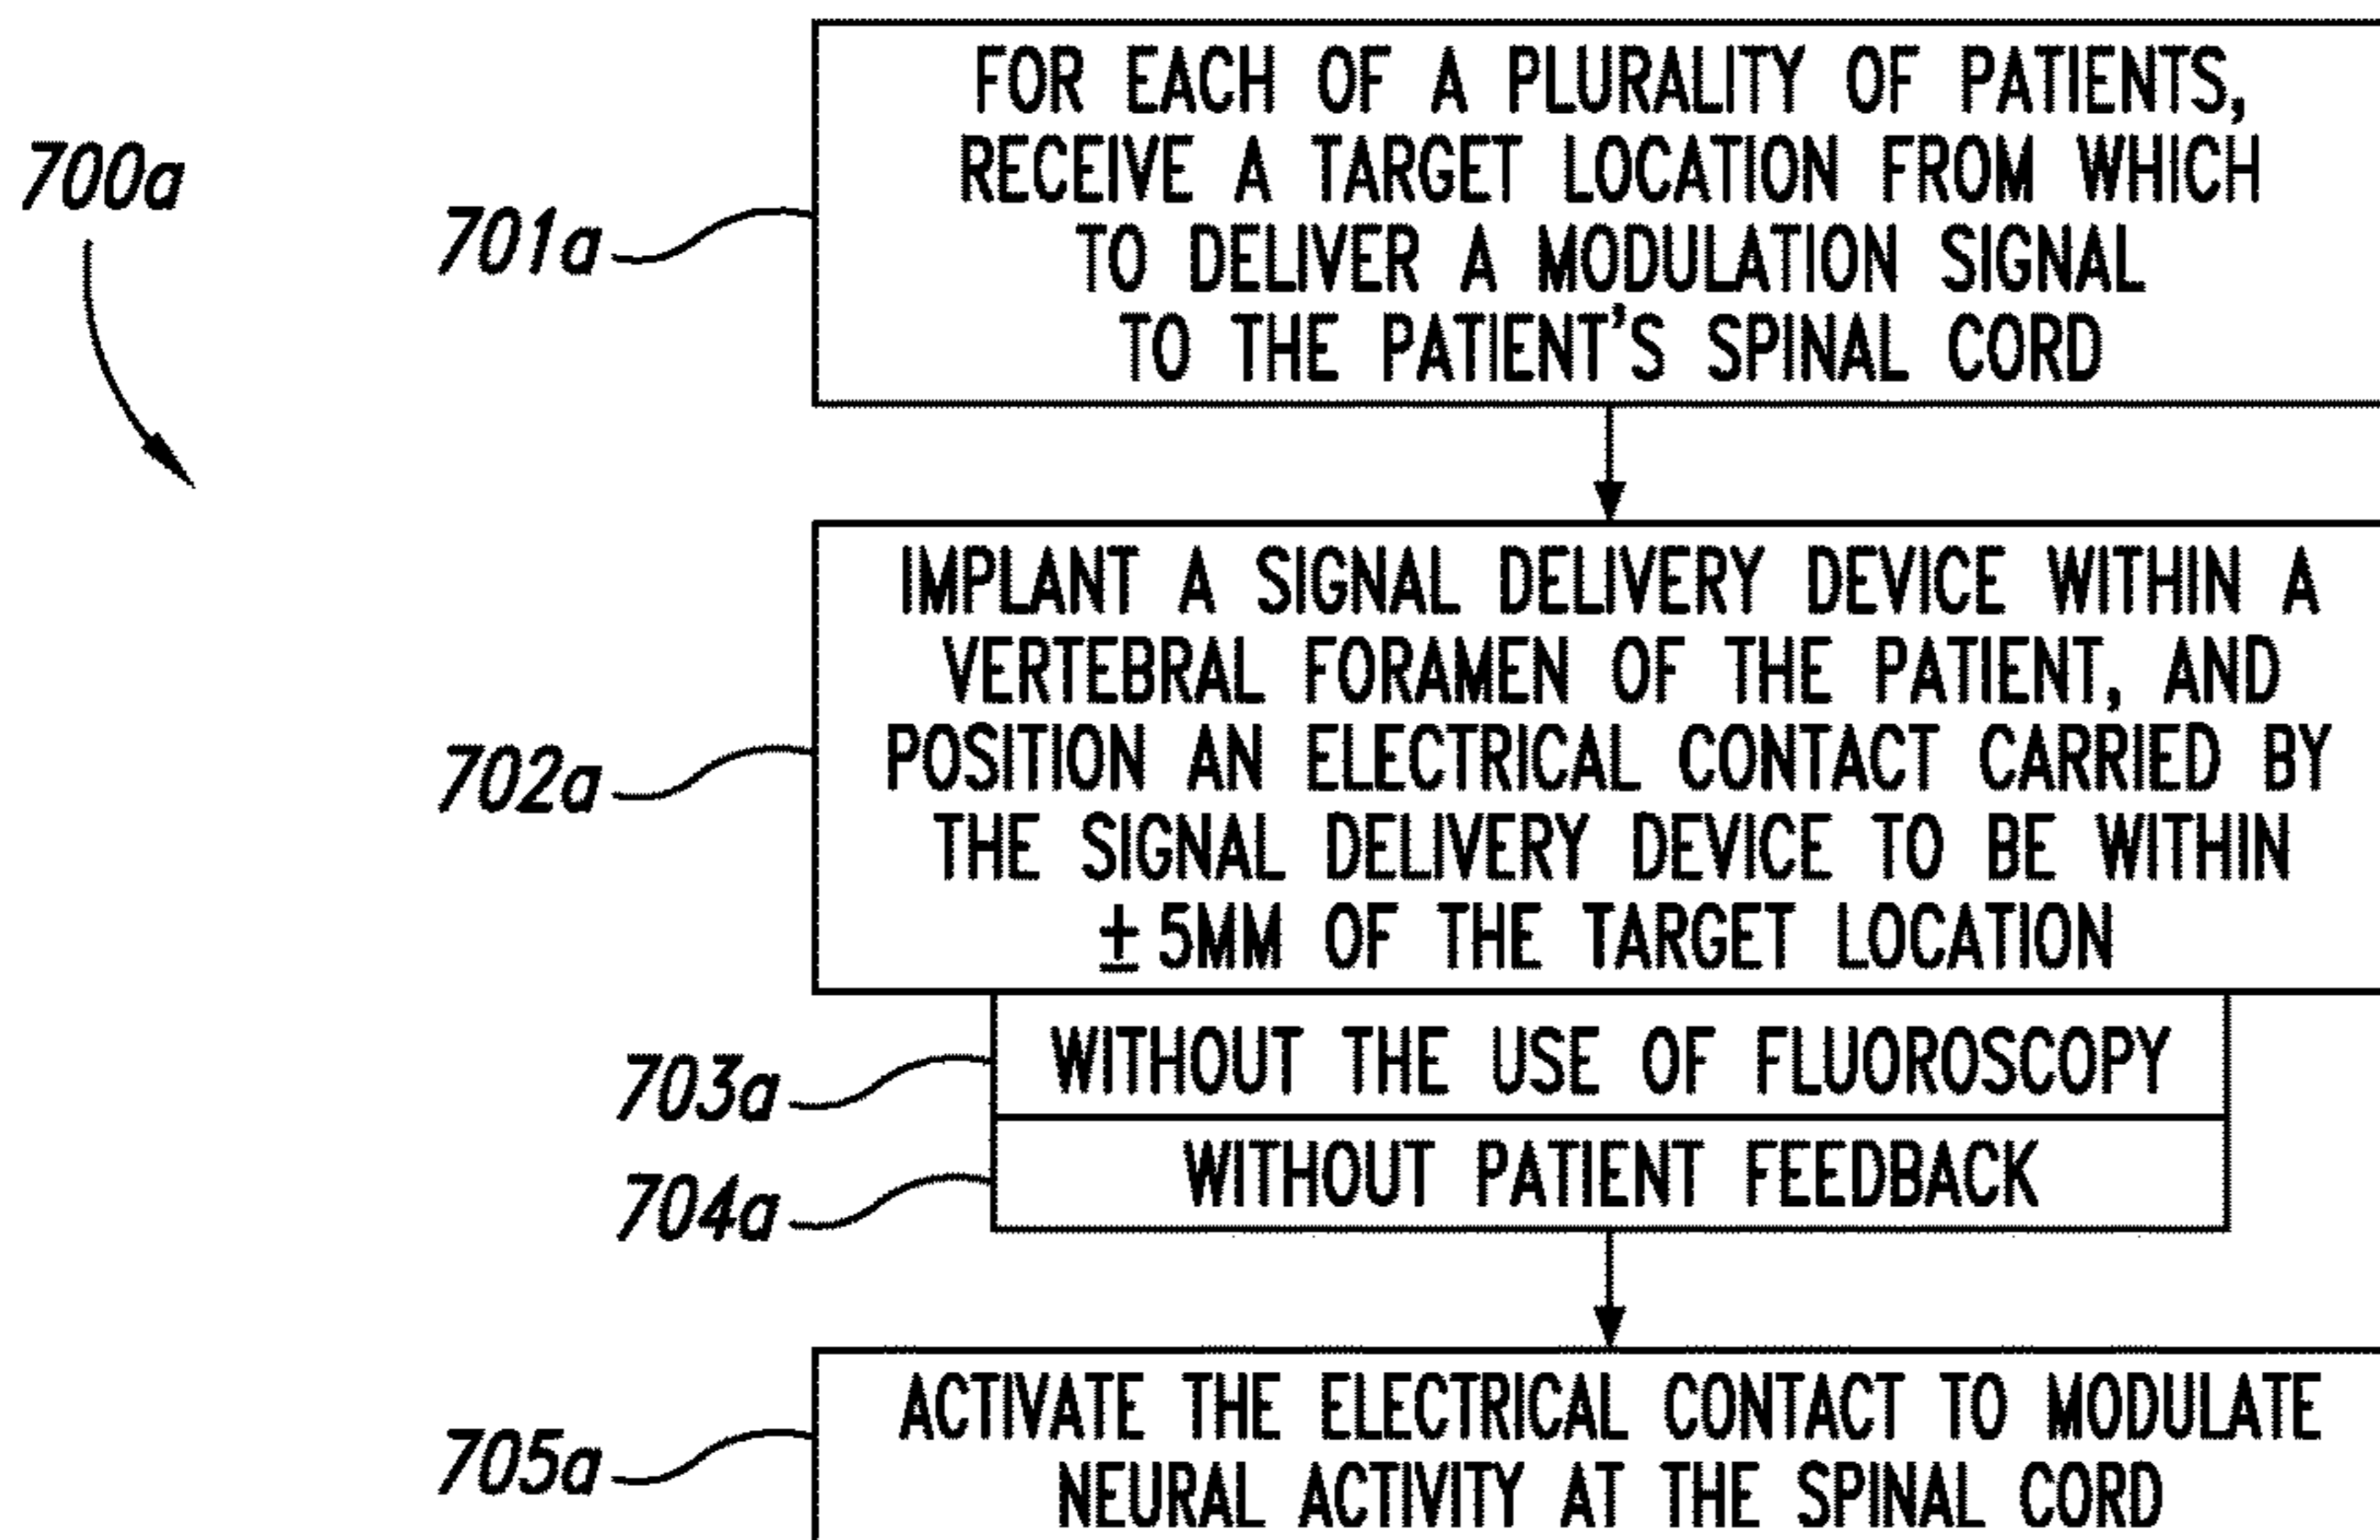 700a
701a
FOR EACH OF A PLURALITY OF PATIENTS,
RECEIVE A TARGET LOCATION FROM WHICH
TO DELIVER A MODULATION SIGNAL
TO THE PATIENT'S SPINAL CORD
702a
IMPLANT A SIGNAL DELIVERY DEVICE WITHIN A
VERTEBRAL FORAMEN OF THE PATIENT, AND
POSITION AN ELECTRICAL CONTACT CARRIED BY
THE SIGNAL DELIVERY DEVICE TO BE WITHIN
± 5MM OF THE TARGET LOCATION
703a
WITHOUT THE USE OF FLUOROSCOPY
704a
WITHOUT PATIENT FEEDBACK
705a
ACTIVATE THE ELECTRICAL CONTACT TO MODULATE
NEURAL ACTIVITY AT THE SPINAL CORD